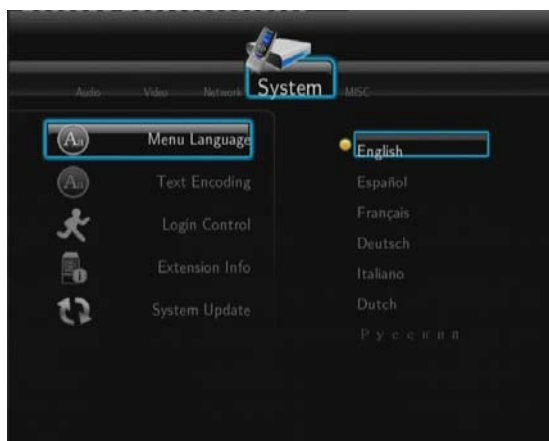 Audio Video Network System MISC
Menu Language
Text Encoding
Login Control
Extension Info
System Update
English
Español
Français
Deutsch
Italiano
Dutch
Русский